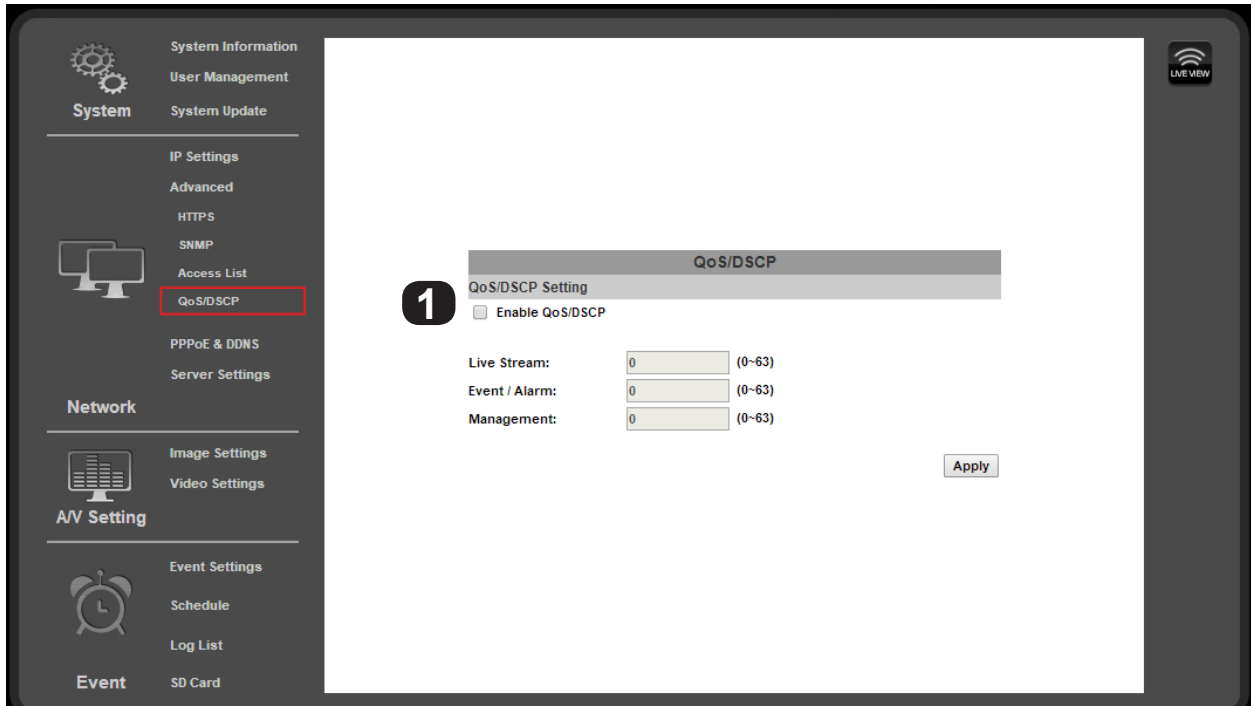 System Information
User Management
System
System Update
IP Settings
Advanced
HTTPS
SNMP
Access List
QoS/DSCP
PPPoE & DDNS
Server Settings
Network
Image Settings
Video Settings
A/V Setting
Event Settings
Schedule
Log List
Event
SD Card
QoS/DSCP
QoS/DSCP Setting
1
Enable QoS/DSCP
Live Stream: 0 (0~63)
Event / Alarm: 0 (0~63)
Management: 0 (0~63)
Apply
LIVE VIEW